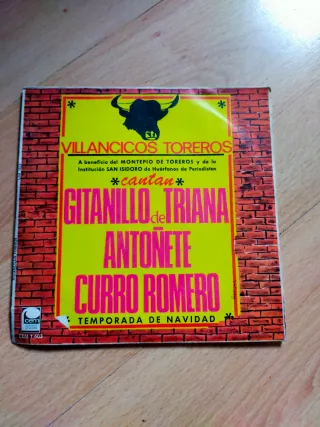 VILLANCICOS TOREROS
A beneficio del MONTEPIO DE TOREROS y de la
Institución SAN ISIDORO de Huérfanos de Periodistas
*cantan*
GITANILLO de TRIANA
ANTOÑETE
CURRO ROMERO
* TEMPORADA DE NAVIDAD *
cem